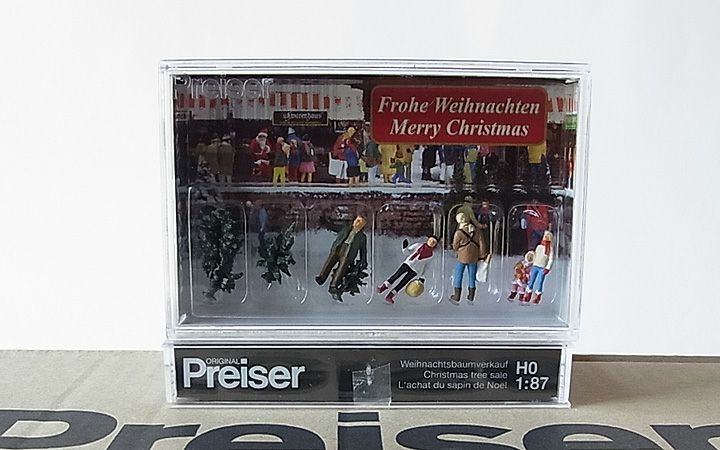 Preiser
Frohe Weihnachten
Merry Christmas
ORIGINAL
Preiser
Weihnachtsbaumverkauf
Christmas tree sale
L'achat du sapin de Noël
H0
1:87
Preiser